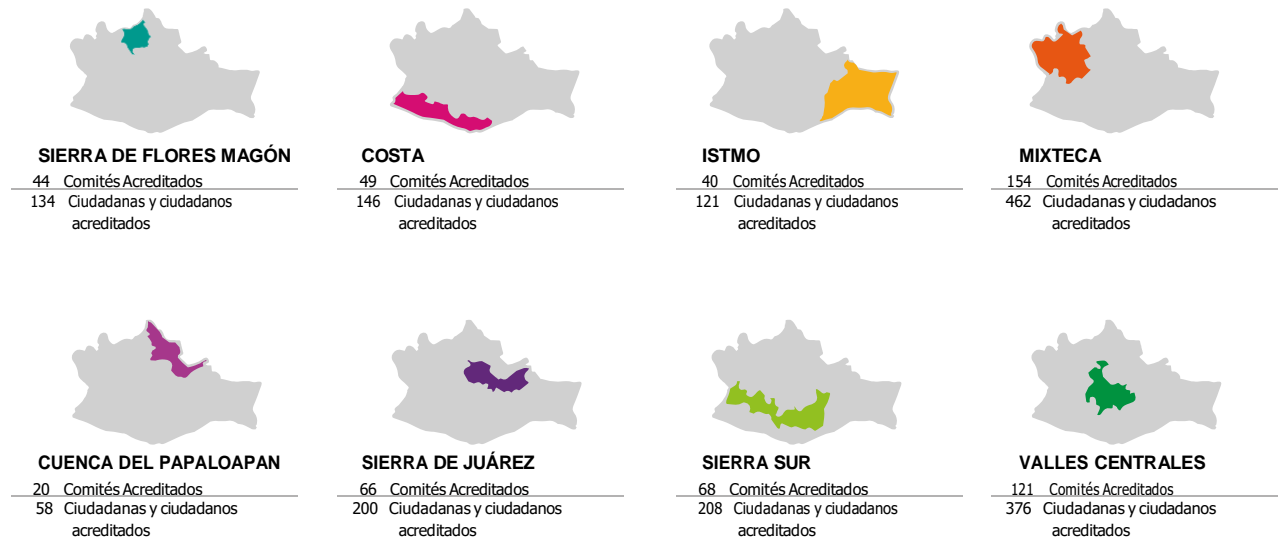 SIERRA DE FLORES MAGÓN
44 Comités Acreditados
134 Ciudadanas y ciudadanos
acreditados
COSTA
49 Comités Acreditados
146 Ciudadanas y ciudadanos
acreditados
ISTMO
40 Comités Acreditados
121 Ciudadanas y ciudadanos
acreditados
MIXTECA
154 Comités Acreditados
462 Ciudadanas y ciudadanos
acreditados
CUENCA DEL PAPALOAPAN
20 Comités Acreditados
58 Ciudadanas y ciudadanos
acreditados
SIERRA DE JUÁREZ
66 Comités Acreditados
200 Ciudadanas y ciudadanos
acreditados
SIERRA SUR
68 Comités Acreditados
208 Ciudadanas y ciudadanos
acreditados
VALLES CENTRALES
121 Comités Acreditados
376 Ciudadanas y ciudadanos
acreditados